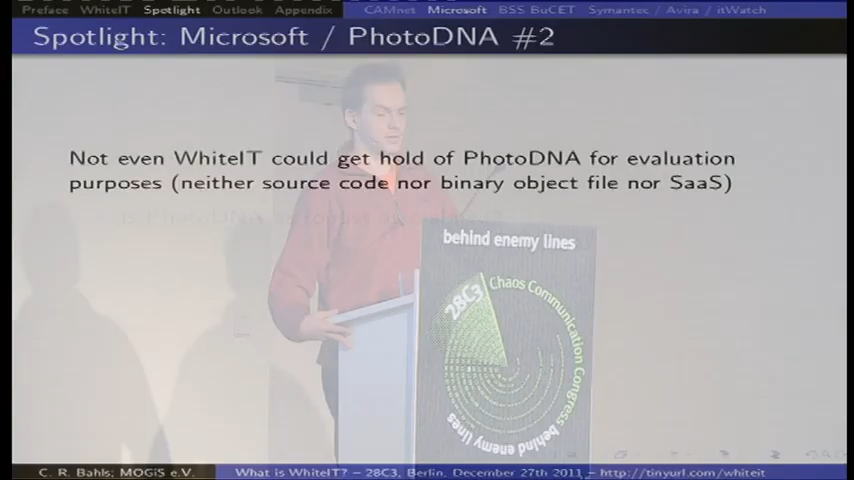 Preface WhiteIT Spotlight Outlook Appendix CAMnet Microsoft BSS BuCET Symantec / Avira / itWatch
Spotlight: Microsoft / PhotoDNA #2
Not even WhiteIT could get hold of PhotoDNA for evaluation
purposes (neither source code nor binary object file nor SaaS)
behind enemy lines
28C3 Chaos Communication Congress behind enemy lines
C. R. Bahls; MOGiS e.V. What is WhiteIT? – 28C3, Berlin, December 27th 2011 – http://tinyurl.com/whiteit